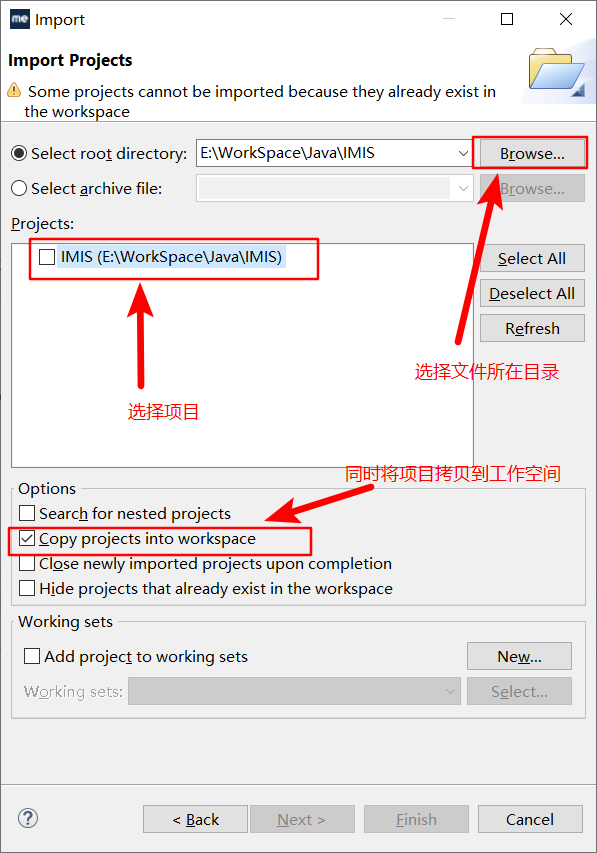 me Import
Import Projects
Some projects cannot be imported because they already exist in
the workspace
Select root directory: E:\WorkSpace\Java\IMIS Browse...
Select archive file: Browse...
Projects:
IMIS (E:\WorkSpace\Java\IMIS)
Select All
Deselect All
Refresh
选择文件所在目录
选择项目
同时将项目拷贝到工作空间
Options
Search for nested projects
Copy projects into workspace
Close newly imported projects upon completion
Hide projects that already exist in the workspace
Working sets
Add project to working sets New...
Working sets: Select...
? < Back Next > Finish Cancel